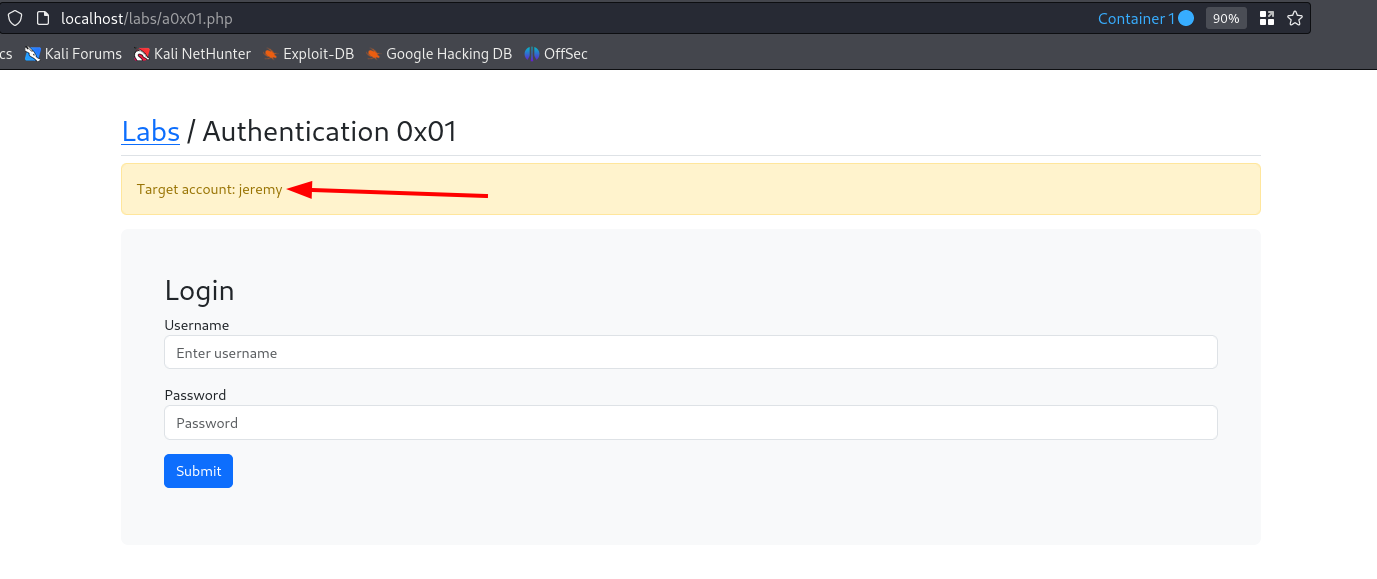 localhost/labs/a0x01.php Container 1 90%
cs Kali Forums Kali NetHunter Exploit-DB Google Hacking DB OffSec
Labs / Authentication 0x01
Target account: jeremy
Login
Username
Enter username
Password
Password
Submit